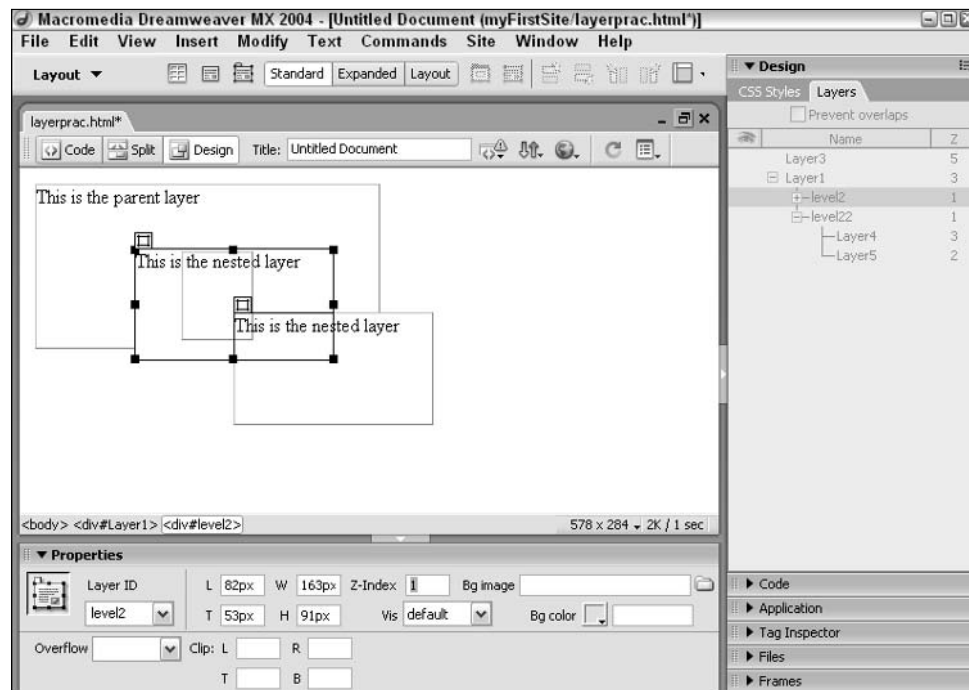 Macromedia Dreamweaver MX 2004 - [Untitled Document (myFirstSite/layerprac.html*)]
File Edit View Insert Modify Text Commands Site Window Help
Layout Standard Expanded Layout
layerprac.html*
Code Split Design Title: Untitled Document
This is the parent layer
This is the nested layer
This is the nested layer
<body> <div#Layer1> <div#level2> 578 x 284 2K / 1 sec
Properties
Layer ID L 82px W 163px Z-Index 1 Bg image
level2 T 53px H 91px Vis default Bg color
Overflow Clip: L R
T B
Design
CSS Styles Layers
Prevent overlaps
Name Z
Layer3 5
Layer1 3
level2 1
level22 1
Layer4 3
Layer5 2
Code
Application
Tag Inspector
Files
Frames